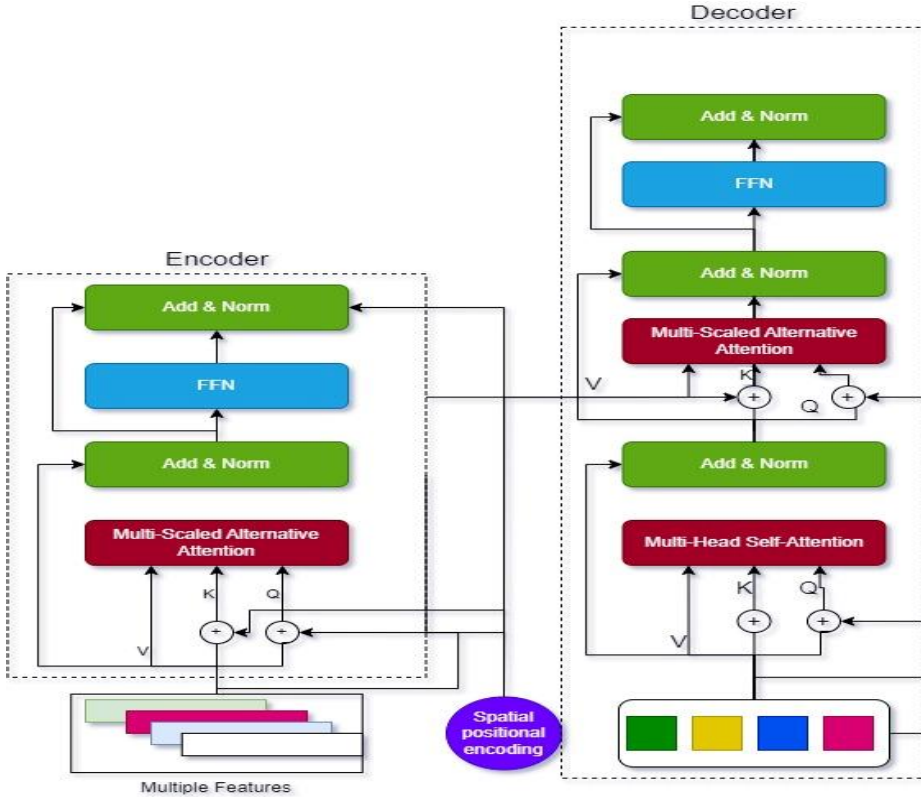 Decoder
Add & Norm
FFN
Encoder
Add & Norm
Add & Norm
Multi-Scaled Alternative
Attention
FFN
V
K
+
Q
+
Add & Norm
Add & Norm
Multi-Scaled Alternative
Attention
Multi-Head Self-Attention
K
Q
K
Q
+
+
+
+
V
V
Spatial
positional
encoding
Multiple Features